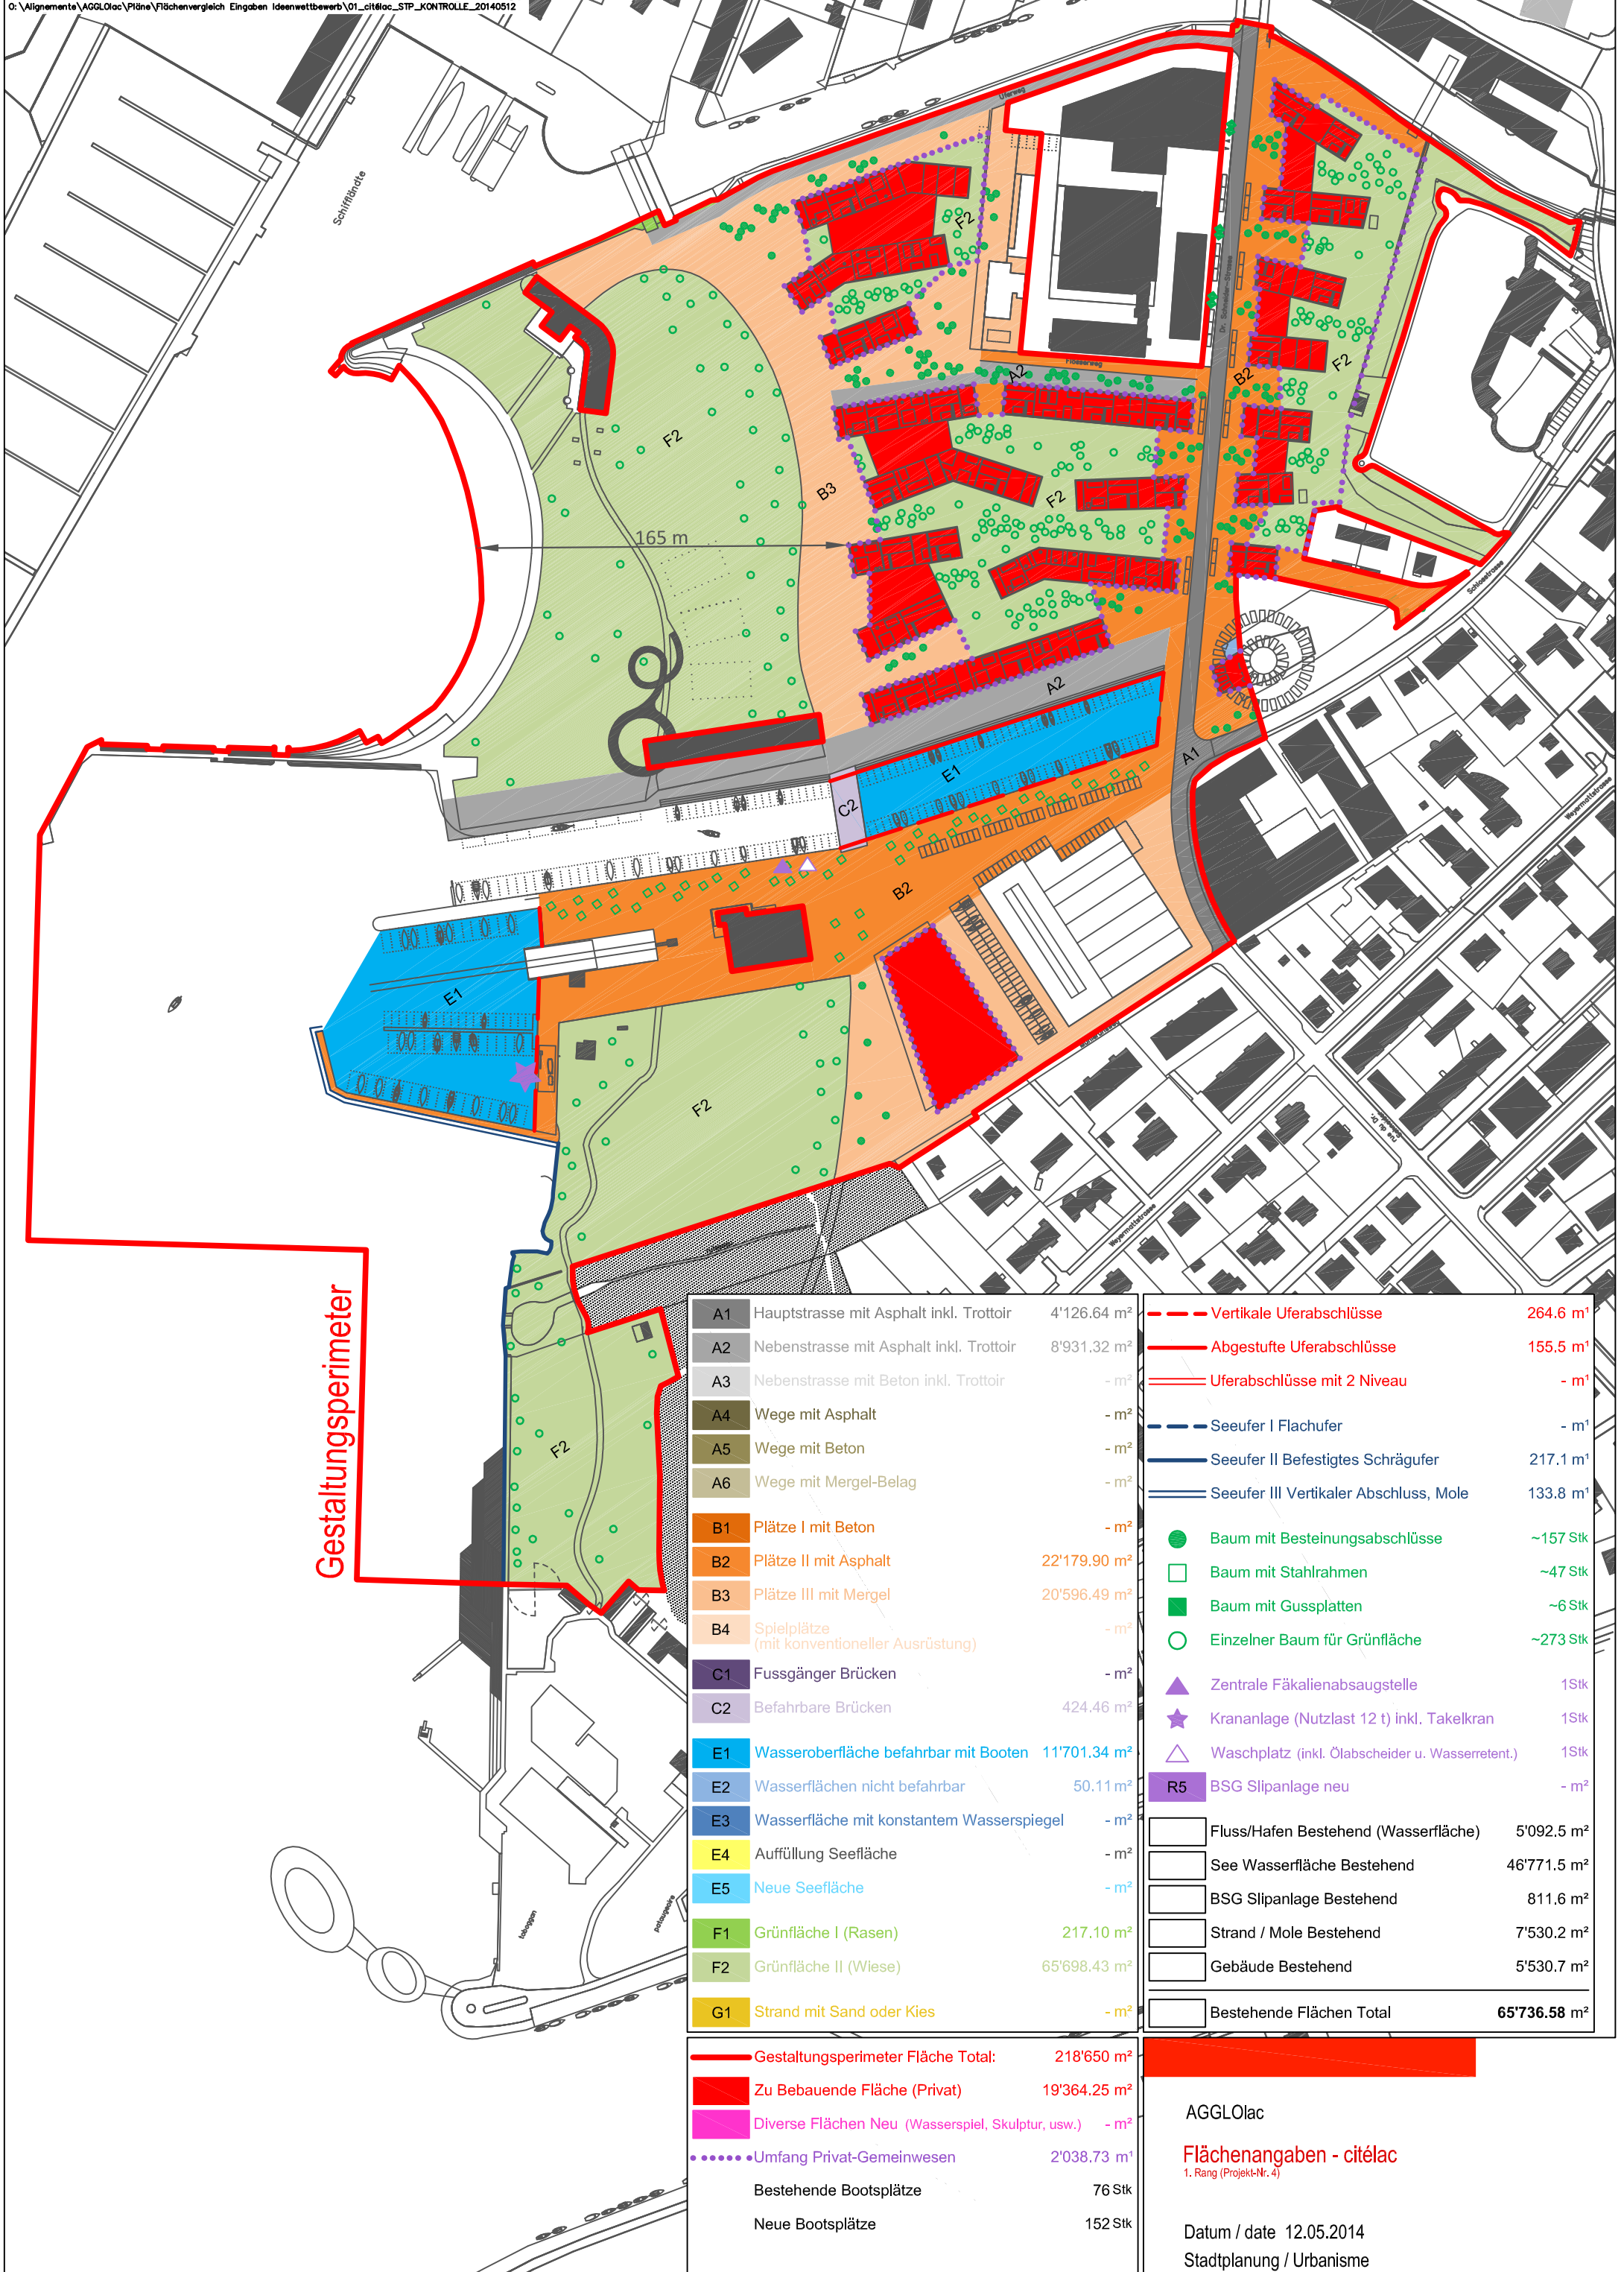 O:\Alignements\AGGLOlac\Pläne\Flächenvergleich Eingaben Ideenwettbewerb\01_citélac_STP_KONTROLLE_20140512
Schiffländte
Uferweg
F2
Dr. Schneider-Strasse
Flösserweg
A2
B2
F2
F2
B3
F2
165 m
Schlossstrasse
A2
E1
A1
C2
Weyermattstrasse
B2
E1
F2
rue du Dr.
Schneider
Weyermattstrasse
Gestaltungsperimeter
F2
toboggan
pataugeoire
A1 Hauptstrasse mit Asphalt inkl. Trottoir 4'126.64 m²
A2 Nebenstrasse mit Asphalt inkl. Trottoir 8'931.32 m²
A3 Nebenstrasse mit Beton inkl. Trottoir - m²
A4 Wege mit Asphalt - m²
A5 Wege mit Beton - m²
A6 Wege mit Mergel-Belag - m²
B1 Plätze I mit Beton - m²
B2 Plätze II mit Asphalt 22'179.90 m²
B3 Plätze III mit Mergel 20'596.49 m²
B4 Spielplätze - m²
(mit konventioneller Ausrüstung)
C1 Fussgänger Brücken - m²
C2 Befahrbare Brücken 424.46 m²
E1 Wasseroberfläche befahrbar mit Booten 11'701.34 m²
E2 Wasserflächen nicht befahrbar 50.11 m²
E3 Wasserfläche mit konstantem Wasserspiegel - m²
E4 Auffüllung Seefläche - m²
E5 Neue Seefläche - m²
F1 Grünfläche I (Rasen) 217.10 m²
F2 Grünfläche II (Wiese) 65'698.43 m²
G1 Strand mit Sand oder Kies - m²
Vertikale Uferabschlüsse 264.6 m¹
Abgestufte Uferabschlüsse 155.5 m¹
Uferabschlüsse mit 2 Niveau - m¹
Seeufer I Flachufer - m¹
Seeufer II Befestigtes Schrägufer 217.1 m¹
Seeufer III Vertikaler Abschluss, Mole 133.8 m¹
Baum mit Besteinungsabschlüsse ~157 Stk
Baum mit Stahlrahmen ~47 Stk
Baum mit Gussplatten ~6 Stk
Einzelner Baum für Grünfläche ~273 Stk
Zentrale Fäkalienabsaugstelle 1Stk
Krananlage (Nutzlast 12 t) inkl. Takelkran 1Stk
Waschplatz (inkl. Ölabscheider u. Wasserretent.) 1Stk
R5 BSG Slipanlage neu - m²
Fluss/Hafen Bestehend (Wasserfläche) 5'092.5 m²
See Wasserfläche Bestehend 46'771.5 m²
BSG Slipanlage Bestehend 811.6 m²
Strand / Mole Bestehend 7'530.2 m²
Gebäude Bestehend 5'530.7 m²
Bestehende Flächen Total 65'736.58 m²
Gestaltungsperimeter Fläche Total: 218'650 m²
Zu Bebauende Fläche (Privat) 19'364.25 m²
Diverse Flächen Neu (Wasserspiel, Skulptur, usw.) - m²
Umfang Privat-Gemeinwesen 2'038.73 m¹
Bestehende Bootsplätze 76 Stk
Neue Bootsplätze 152 Stk
AGGLOlac
Flächenangaben - citélac
1. Rang (Projekt-Nr. 4)
Datum / date 12.05.2014
Stadtplanung / Urbanisme